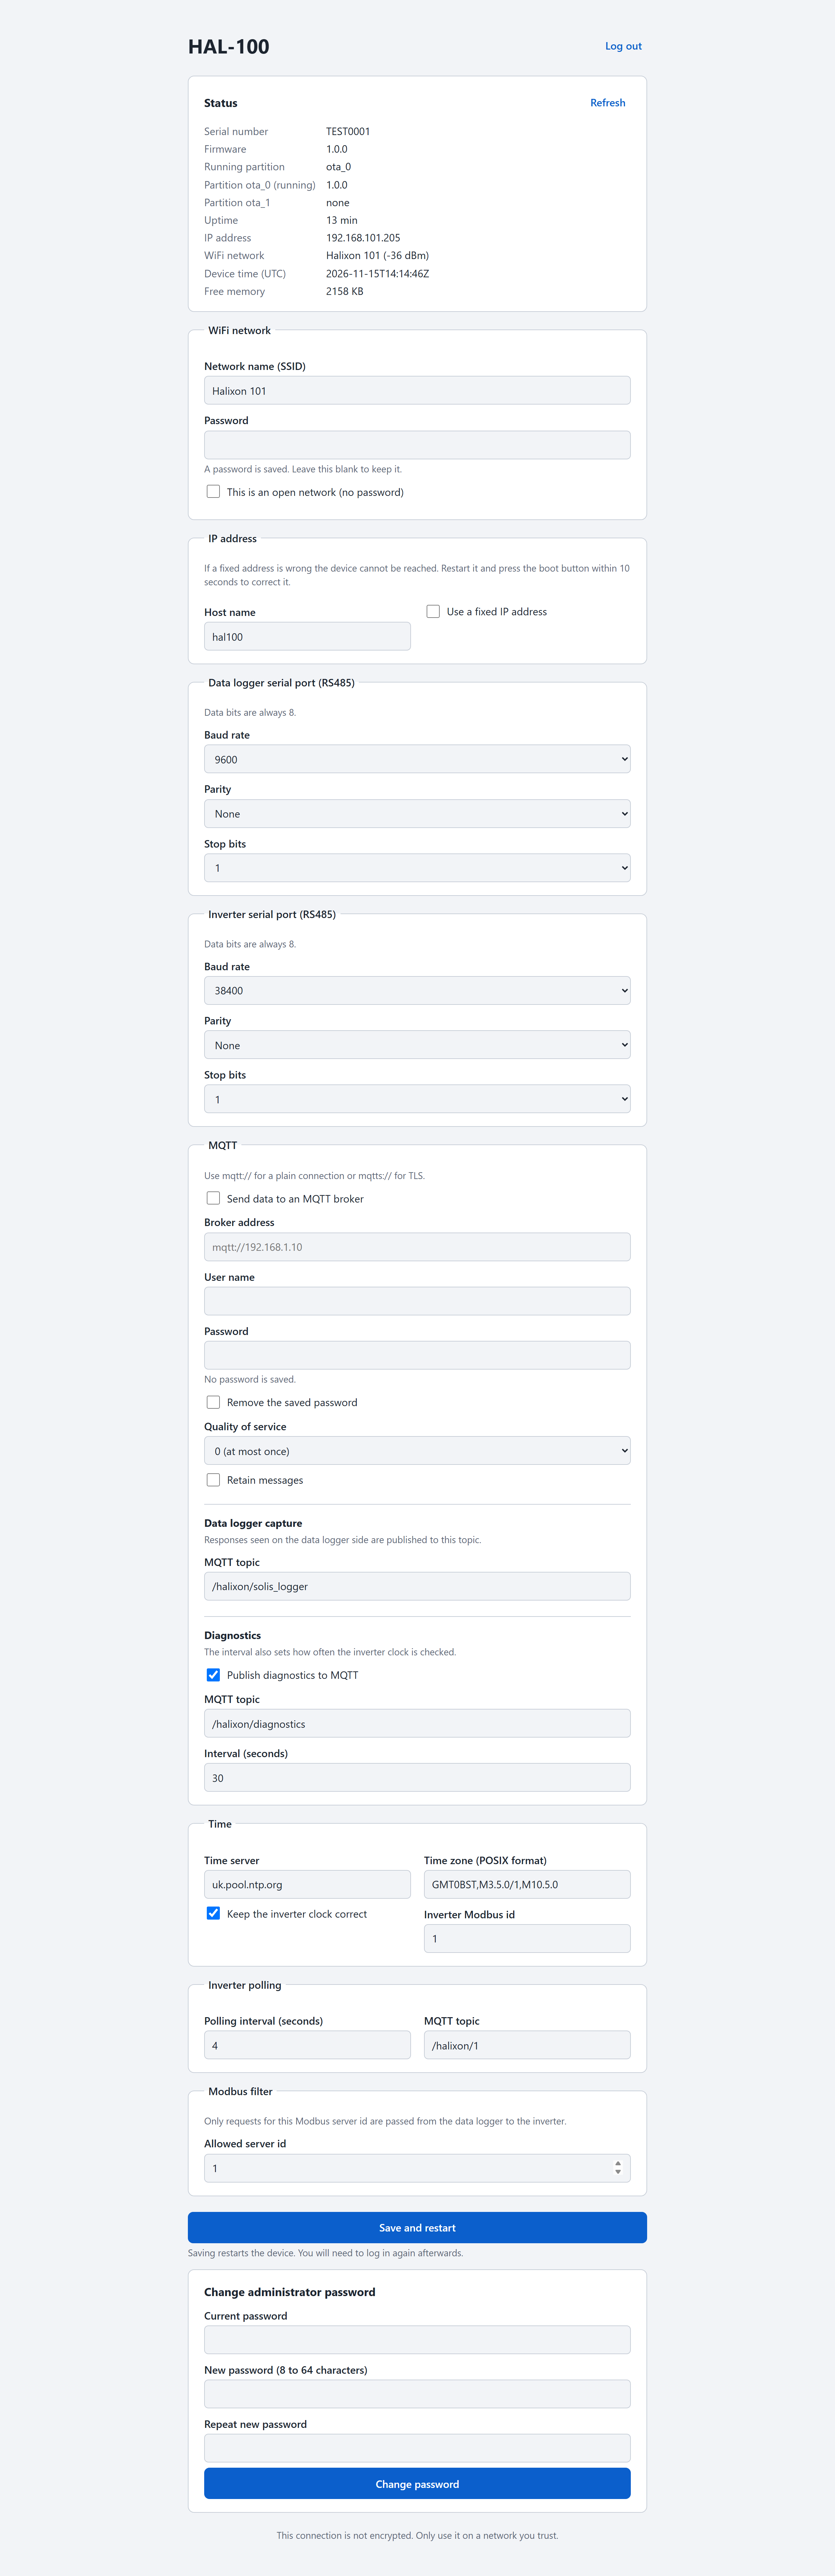 HAL-100
Log out
Status
Refresh
Serial number TEST0001
Firmware 1.0.0
Running partition ota_0
Partition ota_0 (running) 1.0.0
Partition ota_1 none
Uptime 13 min
IP address 192.168.101.205
WiFi network Halixon 101 (-36 dBm)
Device time (UTC) 2026-11-15T14:14:46Z
Free memory 2158 KB
WiFi network
Network name (SSID)
Halixon 101
Password
A password is saved. Leave this blank to keep it.
This is an open network (no password)
IP address
If a fixed address is wrong the device cannot be reached. Restart it and press the boot button within 10
seconds to correct it.
Host name
Use a fixed IP address
hal100
Data logger serial port (RS485)
Data bits are always 8.
Baud rate
9600
Parity
None
Stop bits
1
Inverter serial port (RS485)
Data bits are always 8.
Baud rate
38400
Parity
None
Stop bits
1
MQTT
Use mqtt:// for a plain connection or mqtts:// for TLS.
Send data to an MQTT broker
Broker address
mqtt://192.168.1.10
User name
Password
No password is saved.
Remove the saved password
Quality of service
0 (at most once)
Retain messages
Data logger capture
Responses seen on the data logger side are published to this topic.
MQTT topic
/halixon/solis_logger
Diagnostics
The interval also sets how often the inverter clock is checked.
Publish diagnostics to MQTT
MQTT topic
/halixon/diagnostics
Interval (seconds)
30
Time
Time server
Time zone (POSIX format)
uk.pool.ntp.org
GMT0BST,M3.5.0/1,M10.5.0
Keep the inverter clock correct
Inverter Modbus id
1
Inverter polling
Polling interval (seconds)
MQTT topic
4
/halixon/1
Modbus filter
Only requests for this Modbus server id are passed from the data logger to the inverter.
Allowed server id
1
Save and restart
Saving restarts the device. You will need to log in again afterwards.
Change administrator password
Current password
New password (8 to 64 characters)
Repeat new password
Change password
This connection is not encrypted. Only use it on a network you trust.